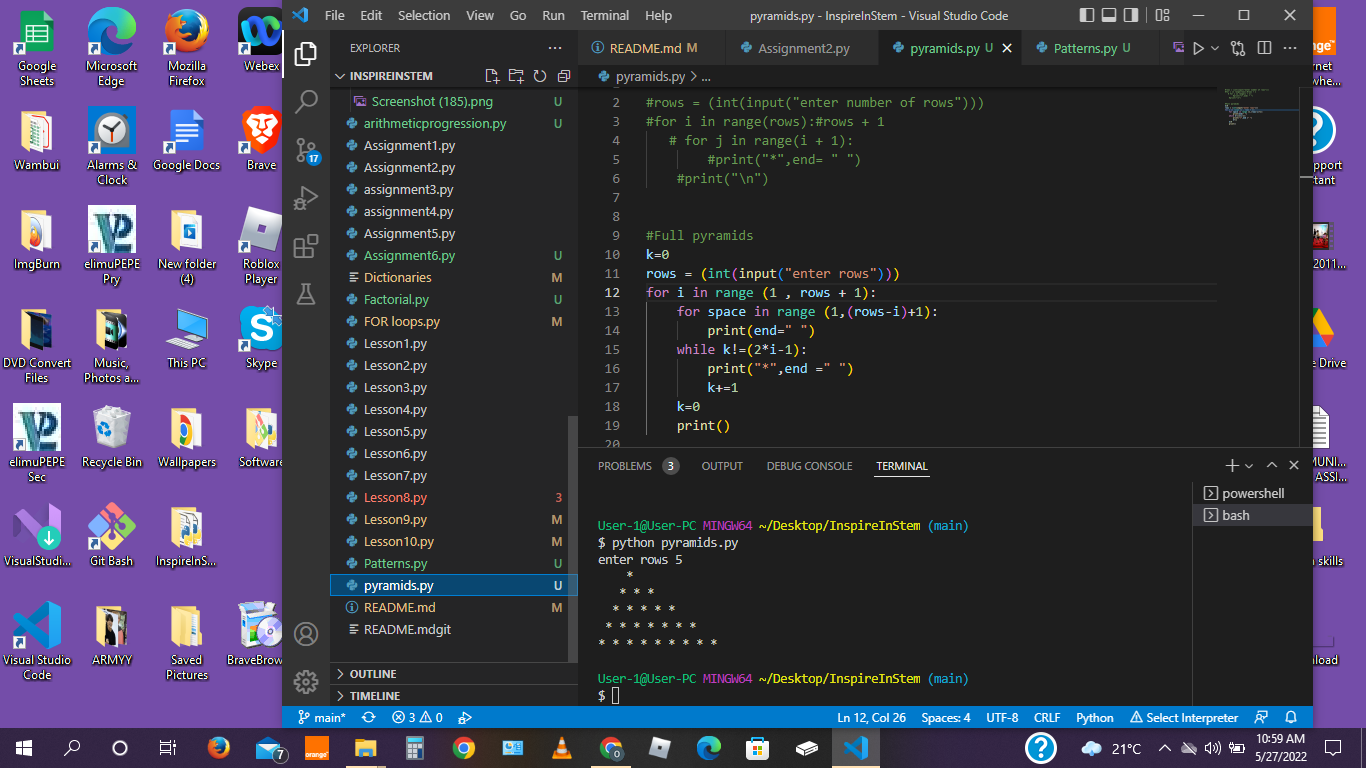 Google Sheets
Microsoft Edge
Mozilla Firefox
Webex
Wambui
Alarms & Clock
Google Docs
Brave
ImgBurn
elimuPEPE Pry
New folder (4)
Roblox Player
DVD Convert Files
Music, Photos a...
This PC
Skype
elimuPEPE Sec
Recycle Bin
Wallpapers
Software
VisualStudi...
Git Bash
InspireInS...
Visual Studio Code
ARMYY
Saved Pictures
BraveBrow
File Edit Selection View Go Run Terminal Help
pyramids.py - InspireInStem - Visual Studio Code
EXPLORER
INSPIREINSTEM
Screenshot (185).png U
arithmeticprogression.py U
Assignment1.py
Assignment2.py
assignment3.py
assignment4.py
Assignment5.py
Assignment6.py U
Dictionaries M
Factorial.py U
FOR loops.py M
Lesson1.py
Lesson2.py
Lesson3.py
Lesson4.py
Lesson5.py
Lesson6.py
Lesson7.py
Lesson8.py 3
Lesson9.py M
Lesson10.py M
Patterns.py U
pyramids.py U
README.md M
README.mdgit
OUTLINE
TIMELINE
17
README.md M Assignment2.py pyramids.py U Patterns.py U
pyramids.py > ...
2 #rows = (int(input("enter number of rows")))
3 #for i in range(rows):#rows + 1
4 # for j in range(i + 1):
5 #print("*",end= " ")
6 #print("\n")
7
8
9 #Full pyramids
10 k=0
11 rows = (int(input("enter rows")))
12 for i in range (1 , rows + 1):
13 for space in range (1,(rows-i)+1):
14 print(end=" ")
15 while k!=(2*i-1):
16 print("*",end =" ")
17 k+=1
18 k=0
19 print()
20
PROBLEMS 3 OUTPUT DEBUG CONSOLE TERMINAL
powershell
bash
User-1@User-PC MINGW64 ~/Desktop/InspireInStem (main)
$ python pyramids.py
enter rows 5
*
* * *
* * * * *
* * * * * * *
* * * * * * * * *
User-1@User-PC MINGW64 ~/Desktop/InspireInStem (main)
$
main* 3 0 Ln 12, Col 26 Spaces: 4 UTF-8 CRLF Python Select Interpreter
orange
7
orange
21°C
10:59 AM
5/27/2022